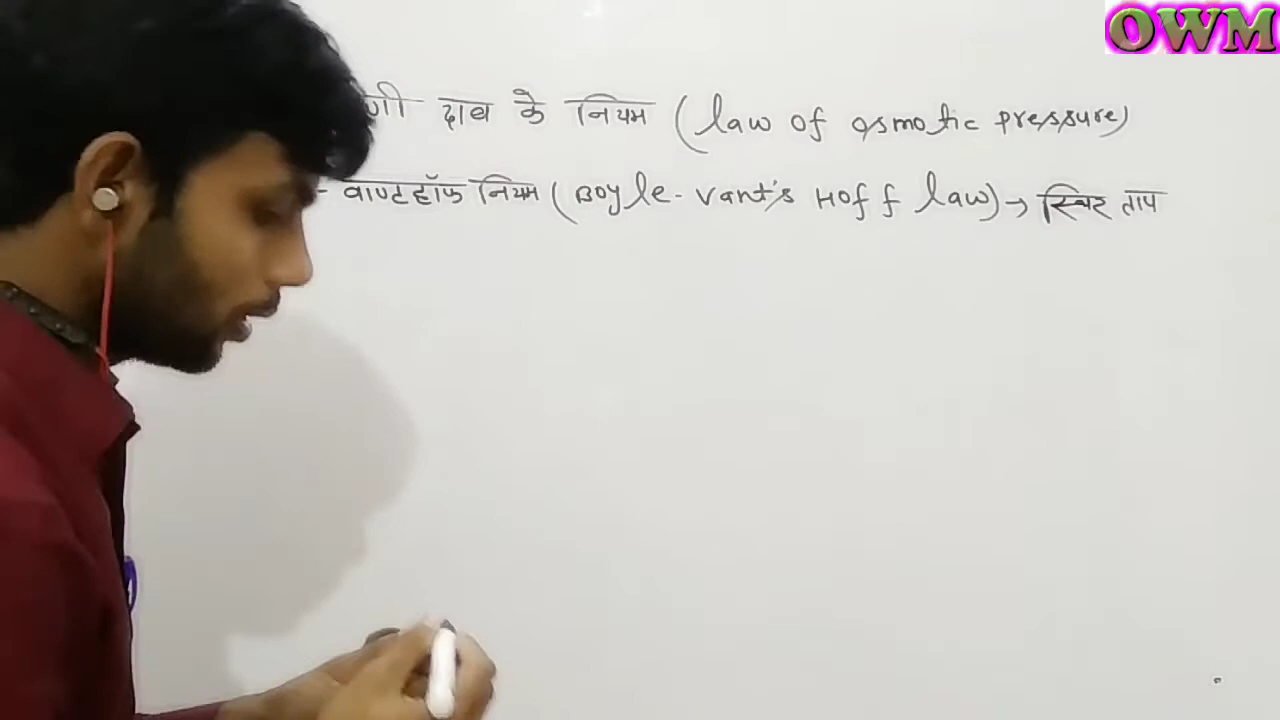 OWM
दाब के नियम (law of osmotic pressure)
- वाण्टहॉफ नियम (Boyle-vant's Hoff law) → स्थिर ताप